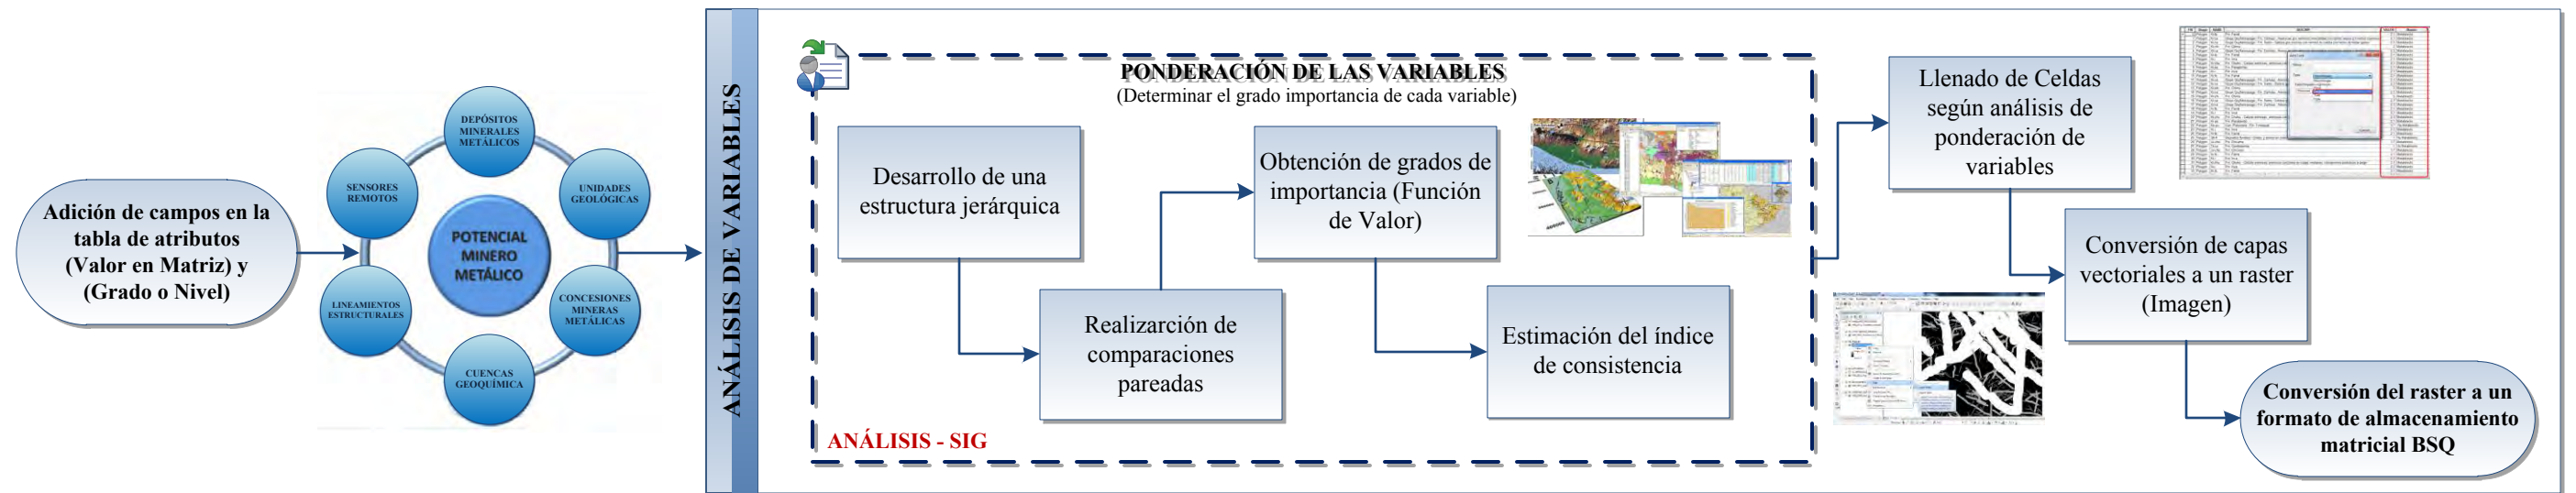 Adición de campos en la
tabla de atributos
(Valor en Matriz) y
(Grado o Nivel)
DEPÓSITOS
MINERALES
METÁLICOS
SENSORES
REMOTOS
UNIDADES
GEOLÓGICAS
POTENCIAL
MINERO
METÁLICO
LINEAMIENTOS
ESTRUCTURALES
CONCESIONES
MINERAS
METÁLICAS
CUENCAS
GEOQUÍMICA
ANÁLISIS DE VARIABLES
PONDERACIÓN DE LAS VARIABLES
(Determinar el grado importancia de cada variable)
Desarrollo de una
estructura jerárquica
Realizarción de
comparaciones
pareadas
Obtención de grados de
importancia (Función
de Valor)
Estimación del índice
de consistencia
ANÁLISIS - SIG
Llenado de Celdas
según análisis de
ponderación de
variables
Conversión de capas
vectoriales a un raster
(Imagen)
Conversión del raster a un
formato de almacenamiento
matricial BSQ